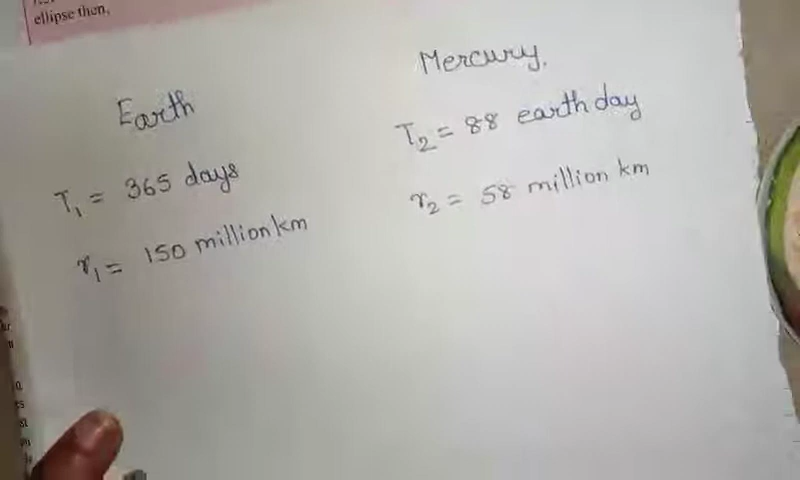 ellipse then,
Earth
T₁ = 365 days
r₁ = 150 million km
Mercury.
T₂ = 88 earth day
r₂ = 58 million km